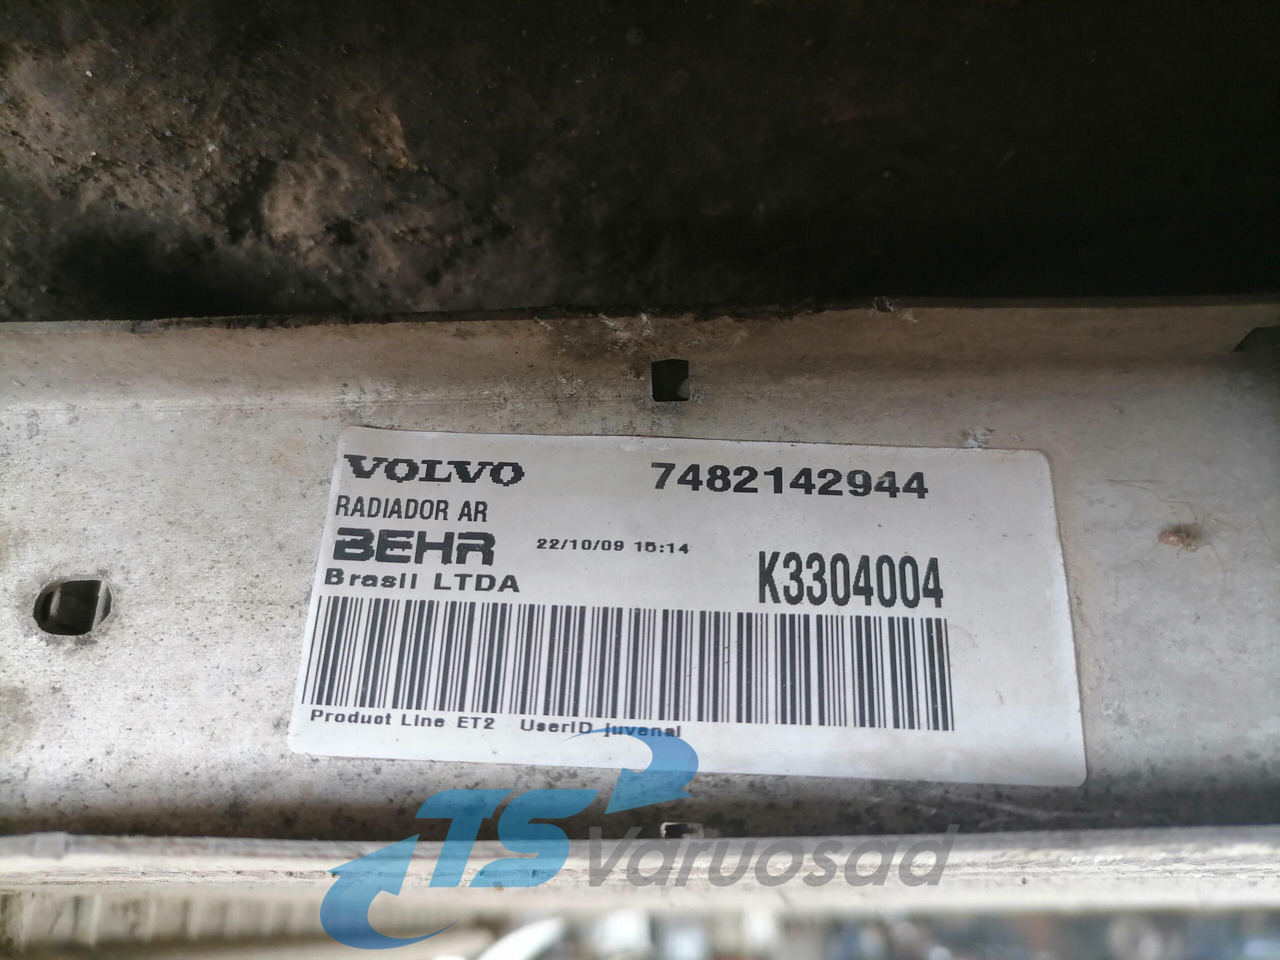 VOLVO 7482142944
RADIADOR AR
BEHR 22/10/09 15:14 K3304004
Brasil LTDA
Product Line ET2 UserID juvenal
TS Varuosad